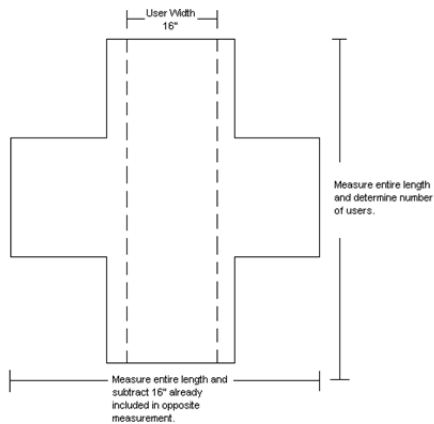 User Width
16"
Measure entire length
and determine number
of users.
Measure entire length and
subtract 16" already
included in opposite
measurement.